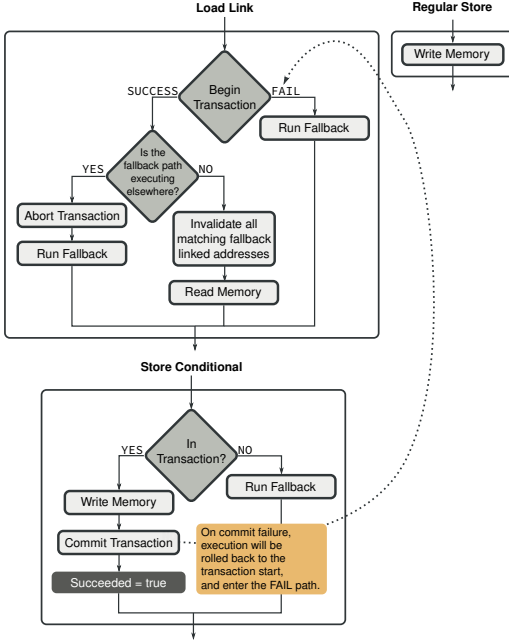 Load Link
Regular Store
Begin
Transaction
SUCCESS
FAIL
Write Memory
Run Fallback
Is the
fallback path
executing
elsewhere?
YES
NO
Abort Transaction
Run Fallback
Invalidate all
matching fallback
linked addresses
Read Memory
Store Conditional
In
Transaction?
YES
NO
Write Memory
Run Fallback
Commit Transaction
Succeeded = true
On commit failure,
execution will be
rolled back to the
transaction start,
and enter the FAIL path.